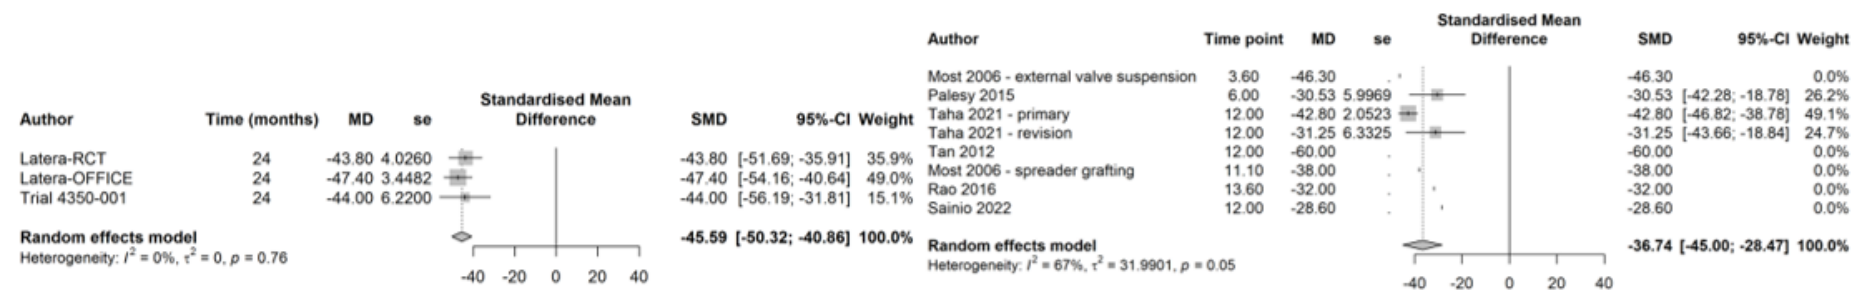 Author Time (months) MD se Standardised Mean Difference SMD 95%-CI Weight
Latera-RCT 24 -43.80 4.0260 -43.80 [-51.69; -35.91] 35.9%
Latera-OFFICE 24 -47.40 3.4482 -47.40 [-54.16; -40.64] 49.0%
Trial 4350-001 24 -44.00 6.2200 -44.00 [-56.19; -31.81] 15.1%
Random effects model -45.59 [-50.32; -40.86] 100.0%
Heterogeneity: I² = 0%, τ² = 0, p = 0.76
-40 -20 0 20 40
Author Time point MD se Standardised Mean Difference SMD 95%-CI Weight
Most 2006 - external valve suspension 3.60 -46.30 . -46.30 0.0%
Palesy 2015 6.00 -30.53 5.9969 -30.53 [-42.28; -18.78] 26.2%
Taha 2021 - primary 12.00 -42.80 2.0523 -42.80 [-46.82; -38.78] 49.1%
Taha 2021 - revision 12.00 -31.25 6.3325 -31.25 [-43.66; -18.84] 24.7%
Tan 2012 12.00 -60.00 . -60.00 0.0%
Most 2006 - spreader grafting 11.10 -38.00 . -38.00 0.0%
Rao 2016 13.60 -32.00 . -32.00 0.0%
Sainio 2022 12.00 -28.60 . -28.60 0.0%
Random effects model -36.74 [-45.00; -28.47] 100.0%
Heterogeneity: I² = 67%, τ² = 31.9901, p = 0.05
-40 -20 0 20 40